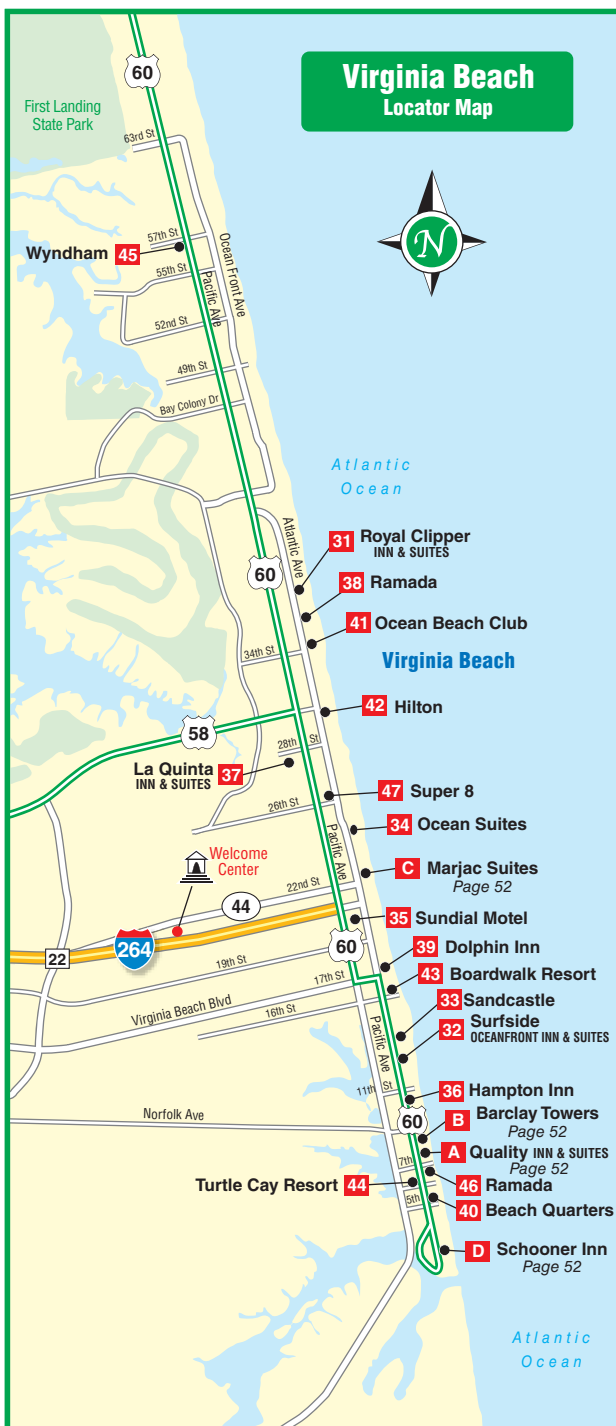 Virginia Beach
Locator Map
60
First Landing
State Park
63rd St
N
57th St
Wyndham 45
Ocean Front Ave
55th St
Pacific Ave
52nd St
49th St
Bay Colony Dr
Atlantic
Ocean
Atlantic Ave
31 Royal Clipper
INN & SUITES
60
38 Ramada
41 Ocean Beach Club
34th St
Virginia Beach
42 Hilton
58
28th St
La Quinta 37
INN & SUITES
47 Super 8
26th St
34 Ocean Suites
Pacific Ave
Welcome
Center
C Marjac Suites
Page 52
22nd St
44
35 Sundial Motel
264
60
22
39 Dolphin Inn
19th St
43 Boardwalk Resort
17th St
33 Sandcastle
Virginia Beach Blvd
16th St
32 Surfside
OCEANFRONT INN & SUITES
Pacific Ave
11th St
36 Hampton Inn
Norfolk Ave
60
B Barclay Towers
Page 52
A Quality INN & SUITES
Page 52
7th
Turtle Cay Resort 44
46 Ramada
5th
40 Beach Quarters
D Schooner Inn
Page 52
Atlantic
Ocean